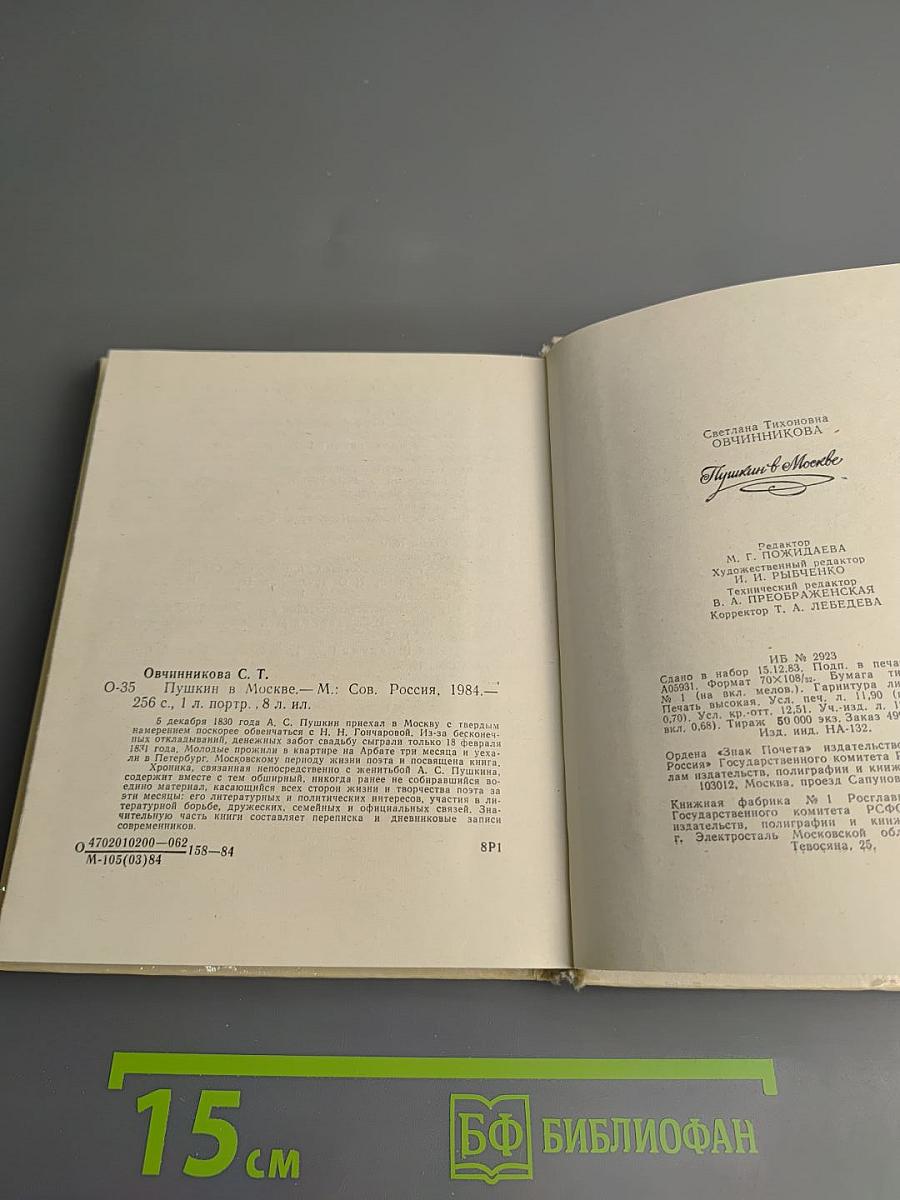 Овчинникова С. Т.
О-35 Пушкин в Москве.— М.: Сов. Россия, 1984.—
256 с., 1 л. портр., 8 л. ил.
5 декабря 1830 года А. С. Пушкин приехал в Москву с твердым
намерением поскорее обвенчаться с Н. Н. Гончаровой. Из-за бесконеч-
ных откладываний, денежных забот свадьбу сыграли только 18 февраля
1831 года. Молодые прожили в квартире на Арбате три месяца и уеха-
ли в Петербург. Московскому периоду жизни поэта и посвящена книга.
Хроника, связанная непосредственно с женитьбой А. С. Пушкина,
содержит вместе с тем обширный, никогда ранее не собиравшийся во-
едино материал, касающийся всех сторон жизни и творчества поэта за
эти месяцы: его литературных и политических интересов, участия в ли-
тературной борьбе, дружеских, семейных и официальных связей. Зна-
чительную часть книги составляет переписка и дневниковые записи
современников.
О 4702010200—062
М-105(03)84 158—84
8Р1
Светлана Тихоновна
ОВЧИННИКОВА
Пушкин в Москве
Редактор
М. Г. ПОЖИДАЕВА
Художественный редактор
И. И. РЫБЧЕНКО
Технический редактор
В. А. ПРЕОБРАЖЕНСКАЯ
Корректор Т. А. ЛЕБЕДЕВА
ИБ № 2923
Сдано в набор 15.12.83. Подп. в печа
А05931. Формат 70×108/32. Бумага ти
№ 1 (на вкл. мелов.). Гарнитура ли
Печать высокая. Усл. печ. л. 11,90 (
0,70). Усл. кр.-отт. 12,51. Уч.-изд. л. 1
вкл. 0,68). Тираж 50 000 экз. Заказ 49
Изд. инд. НА-132.
Ордена «Знак Почета» издательство
Россия» Государственного комитета Р
лам издательств, полиграфии и книж
103012, Москва, проезд Сапунов
Книжная фабрика № 1 Росглав
Государственного комитета РСФС
издательств, полиграфии и книж
г. Электросталь Московской обл
Тевосяна, 25.
15 см
БФ БИБЛИОФАН